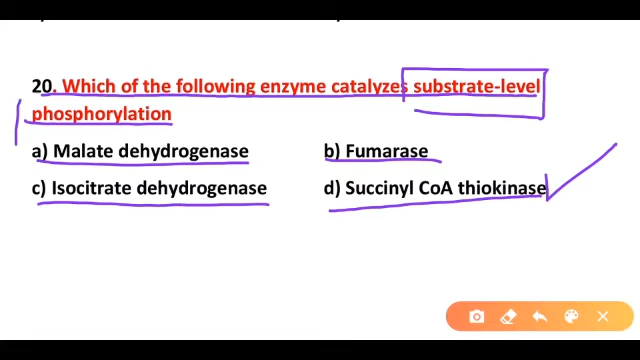 20. Which of the following enzyme catalyzes substrate-level
phosphorylation
a) Malate dehydrogenase b) Fumarase
c) Isocitrate dehydrogenase d) Succinyl CoA thiokinase